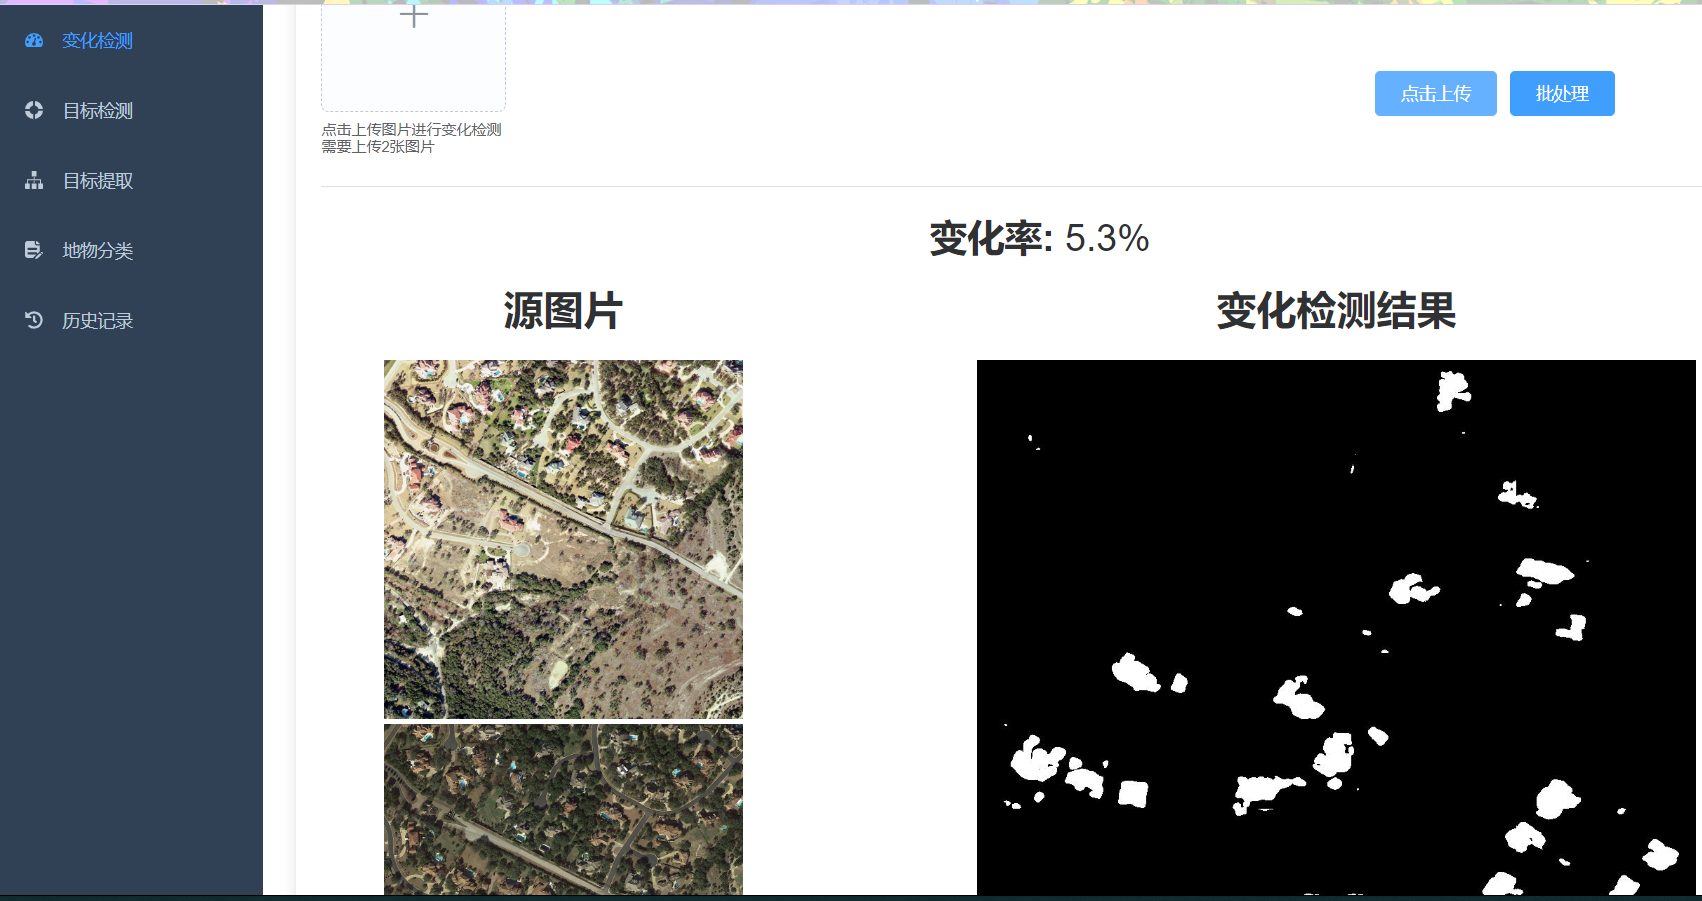 变化检测
目标检测
目标提取
地物分类
历史记录
点击上传图片进行变化检测
需要上传2张图片
点击上传
批处理
变化率: 5.3%
源图片
变化检测结果